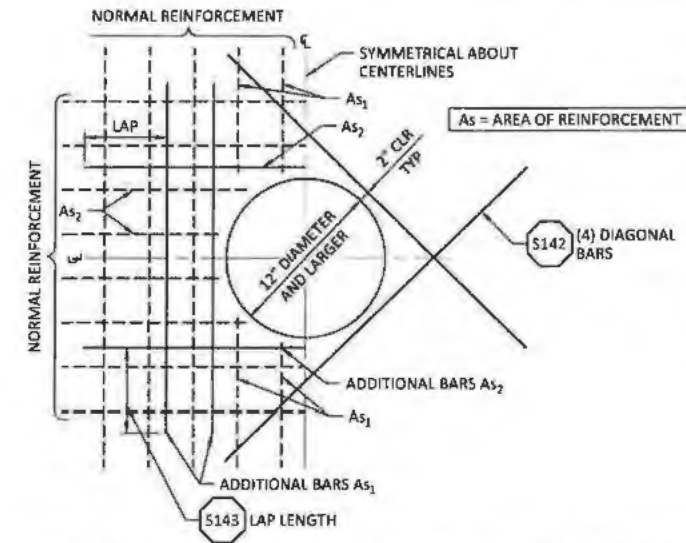 NORMAL REINFORCEMENT
℄
SYMMETRICAL ABOUT
CENTERLINES
As1
As2
LAP
As = AREA OF REINFORCEMENT
2" CLR
TYP
NORMAL REINFORCEMENT
As2
℄
12" DIAMETER
AND LARGER
S142
(4) DIAGONAL
BARS
ADDITIONAL BARS As2
As1
ADDITIONAL BARS As1
S143
LAP LENGTH